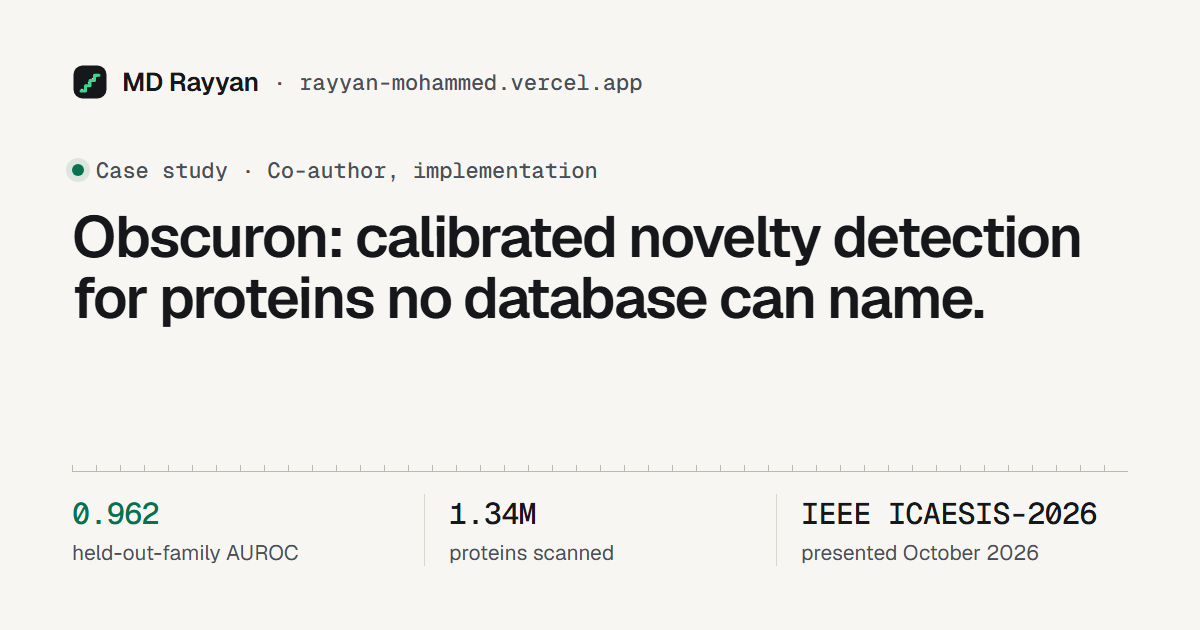 MD Rayyan · rayyan-mohammed.vercel.app
Case study · Co-author, implementation
Obscuron: calibrated novelty detection
for proteins no database can name.
0.962
held-out-family AUROC
1.34M
proteins scanned
IEEE ICAESIS-2026
presented October 2026